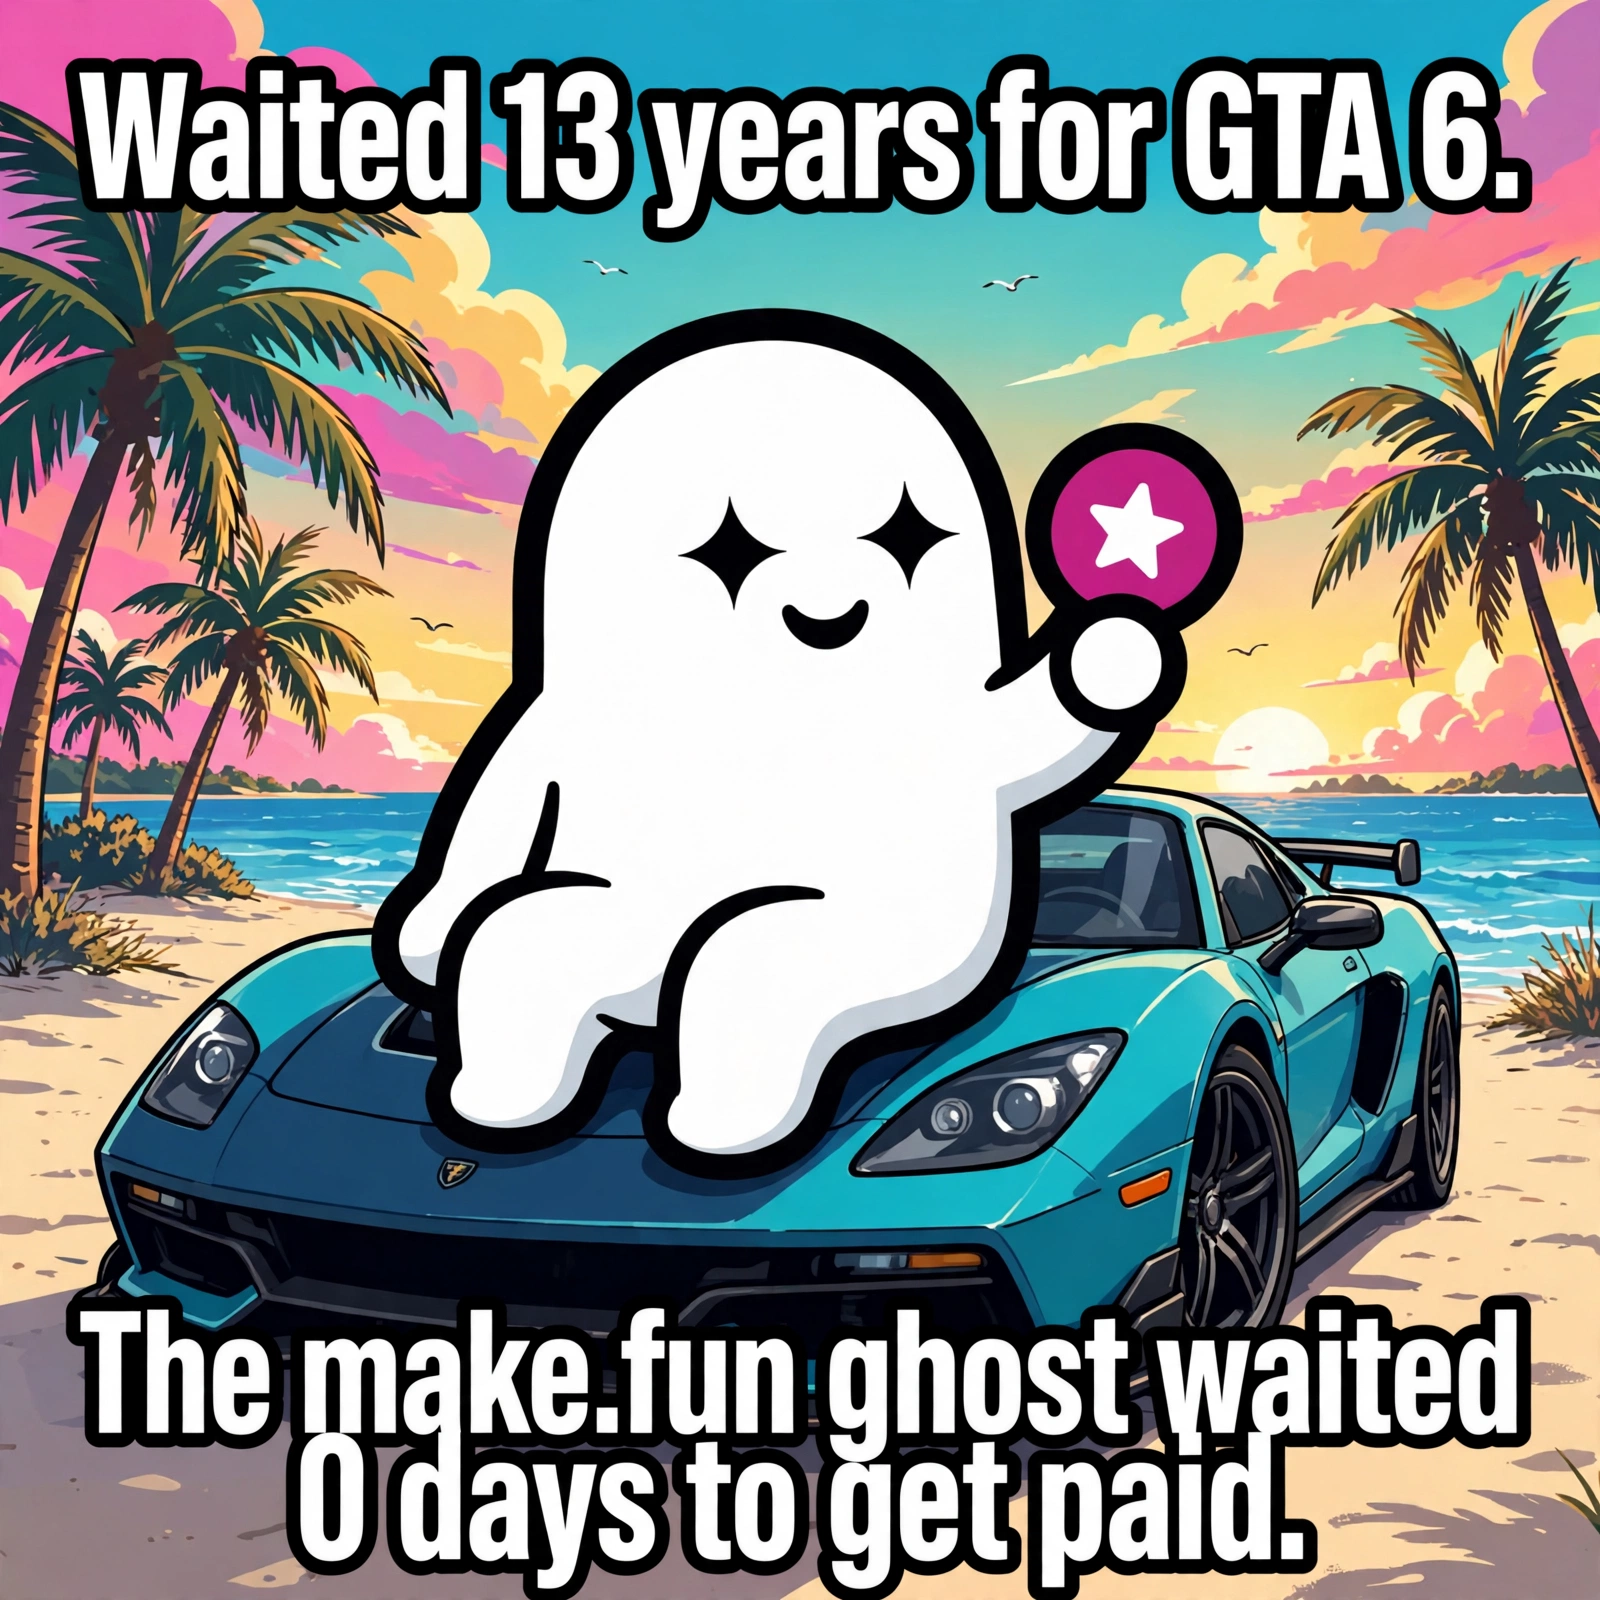 Waited 13 years for GTA 6.
The make.fun ghost waited
0 days to get paid.